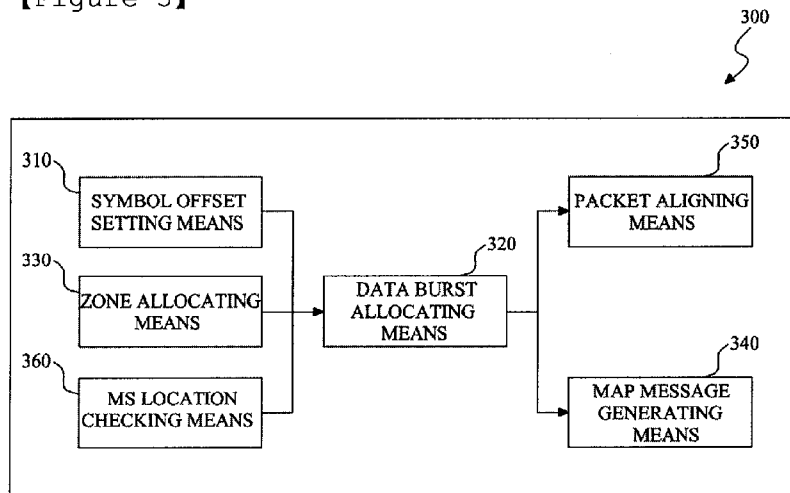 【Figure 3】
300
310
SYMBOL OFFSET
SETTING MEANS
330
ZONE ALLOCATING
MEANS
360
MS LOCATION
CHECKING MEANS
320
DATA BURST
ALLOCATING
MEANS
350
PACKET ALIGNING
MEANS
340
MAP MESSAGE
GENERATING
MEANS